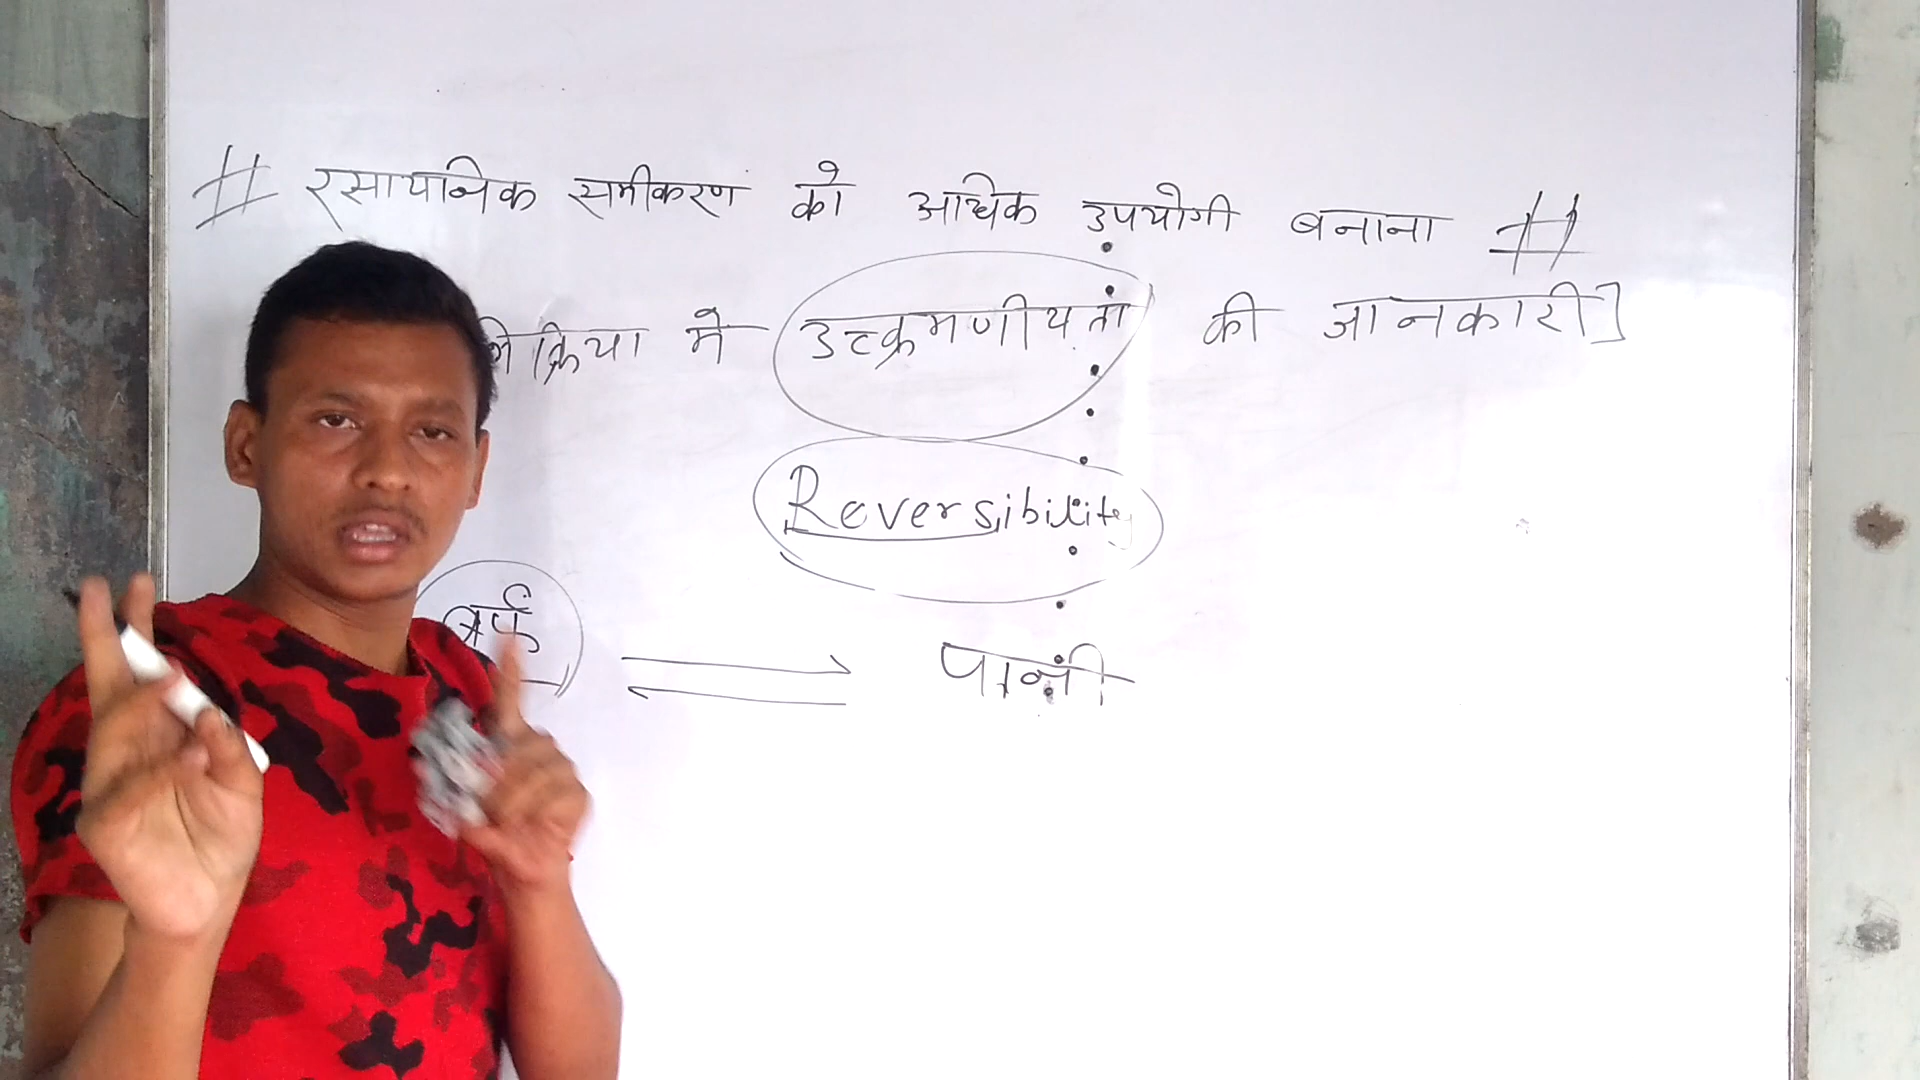 # रसायनिक समीकरण को अधिक उपयोगी बनाना #
क्रिया में उत्क्रमणीयता की जानकारी]
Reversibility
बर्फ ⇌ पानी